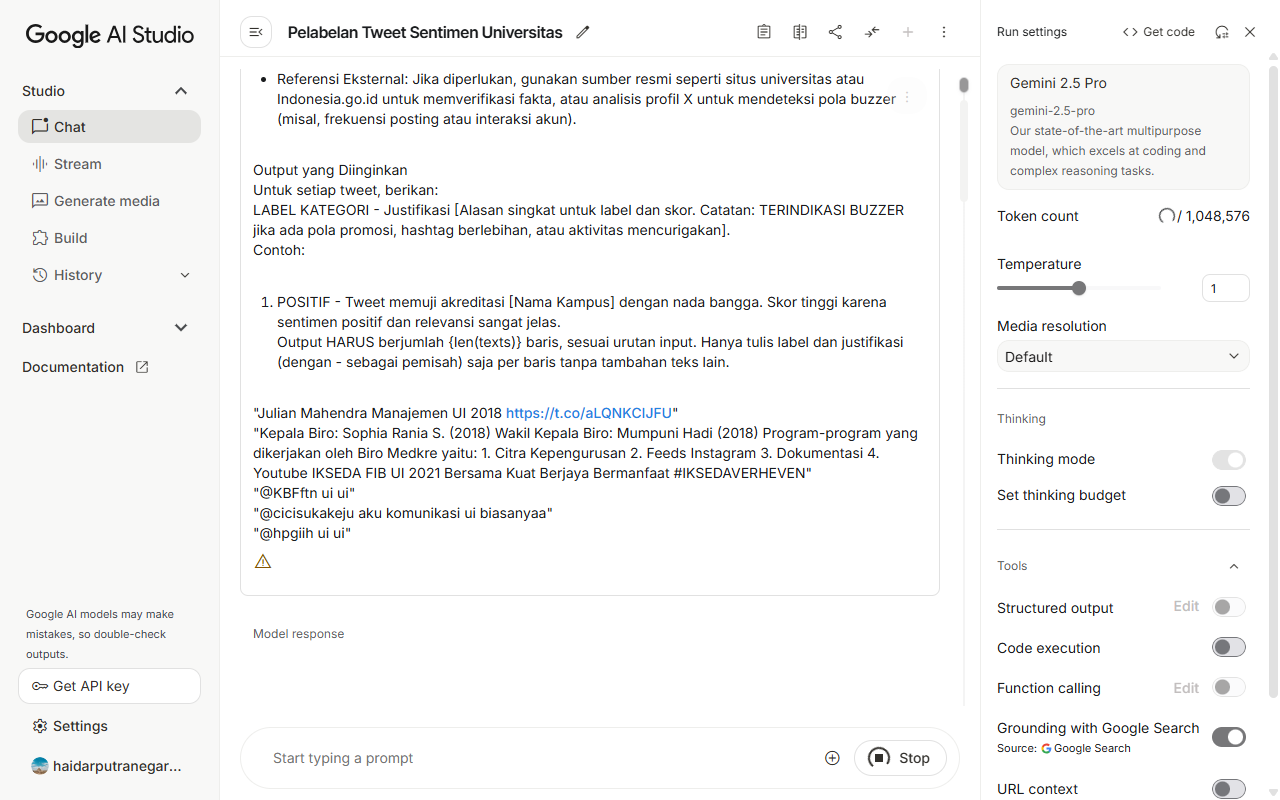 Google AI Studio
Studio
Chat
Stream
Generate media
Build
History
Dashboard
Documentation
Google AI models may make
mistakes, so double-check
outputs.
Get API key
Settings
haidarputranegar...
Pelabelan Tweet Sentimen Universitas
• Referensi Eksternal: Jika diperlukan, gunakan sumber resmi seperti situs universitas atau
Indonesia.go.id untuk memverifikasi fakta, atau analisis profil X untuk mendeteksi pola buzzer
(misal, frekuensi posting atau interaksi akun).
Output yang Diinginkan
Untuk setiap tweet, berikan:
LABEL KATEGORI - Justifikasi [Alasan singkat untuk label dan skor. Catatan: TERINDIKASI BUZZER
jika ada pola promosi, hashtag berlebihan, atau aktivitas mencurigakan].
Contoh:
1. POSITIF - Tweet memuji akreditasi [Nama Kampus] dengan nada bangga. Skor tinggi karena
sentimen positif dan relevansi sangat jelas.
Output HARUS berjumlah {len(texts)} baris, sesuai urutan input. Hanya tulis label dan justifikasi
(dengan - sebagai pemisah) saja per baris tanpa tambahan teks lain.
"Julian Mahendra Manajemen UI 2018 https://t.co/aLQNKCIJFU"
"Kepala Biro: Sophia Rania S. (2018) Wakil Kepala Biro: Mumpuni Hadi (2018) Program-program yang
dikerjakan oleh Biro Medkre yaitu: 1. Citra Kepengurusan 2. Feeds Instagram 3. Dokumentasi 4.
Youtube IKSEDA FIB UI 2021 Bersama Kuat Berjaya Bermanfaat #IKSEDAVERHEVEN"
"@KBFftn ui ui"
"@cicisukakeju aku komunikasi ui biasanyaa"
"@hpgiih ui ui"
Model response
Start typing a prompt
Stop
Run settings
<> Get code
Gemini 2.5 Pro
gemini-2.5-pro
Our state-of-the-art multipurpose
model, which excels at coding and
complex reasoning tasks.
Token count
/ 1,048,576
Temperature
1
Media resolution
Default
Thinking
Thinking mode
Set thinking budget
Tools
Structured output
Edit
Code execution
Function calling
Edit
Grounding with Google Search
Source: Google Search
URL context